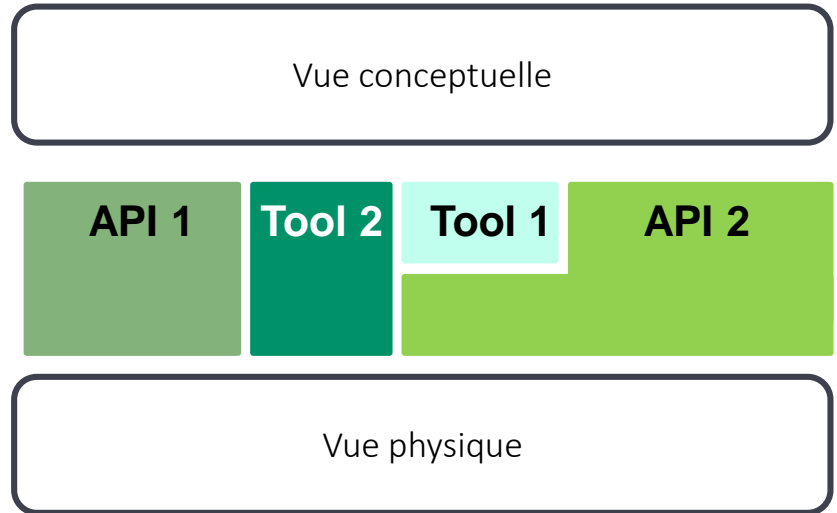 Vue conceptuelle
API 1
Tool 2
Tool 1
API 2
Vue physique